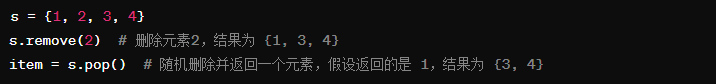 s = {1, 2, 3, 4}
s.remove(2)  # 删除元素2，结果为 {1, 3, 4}
item = s.pop()  # 随机删除并返回一个元素，假设返回的是 1，结果为 {3, 4}